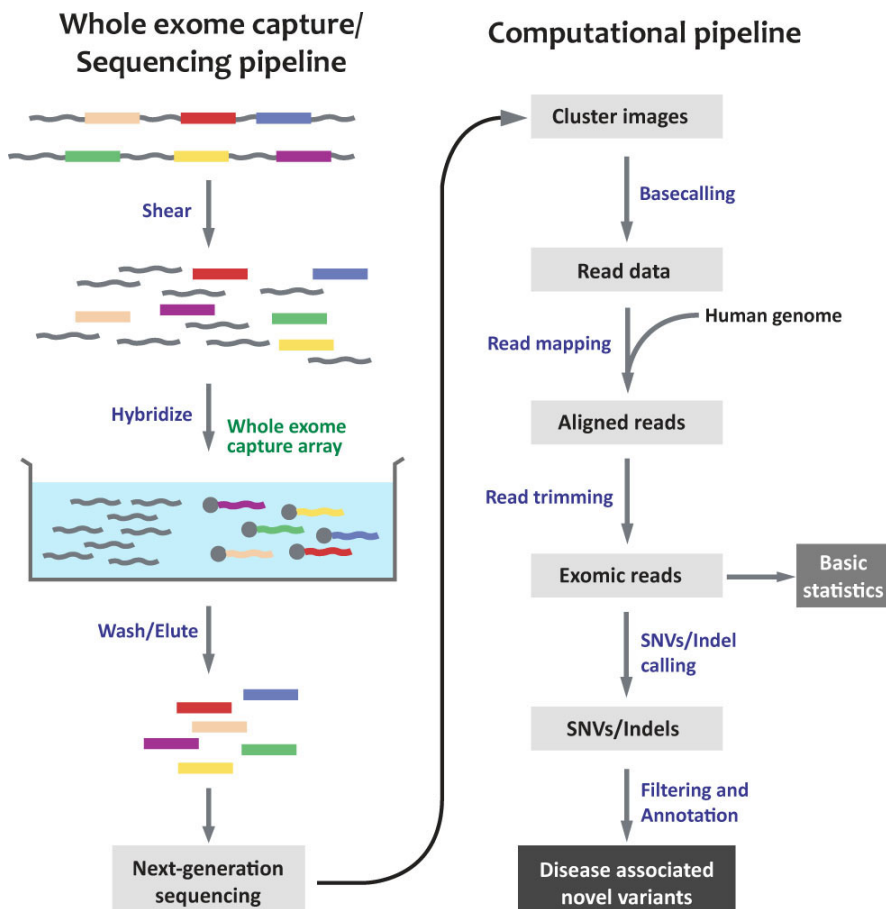 Whole exome capture/
Sequencing pipeline
Shear
Hybridize
Whole exome
capture array
Wash/Elute
Next-generation
sequencing
Computational pipeline
Cluster images
Basecalling
Read data
Read mapping
Human genome
Aligned reads
Read trimming
Exomic reads
Basic
statistics
SNVs/Indel
calling
SNVs/Indels
Filtering and
Annotation
Disease associated
novel variants